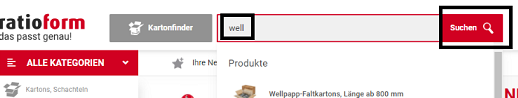 ratioform
das passt genau!
Kartonfinder
well
Suchen
ALLE KATEGORIEN
Ihre Ne
Produkte
Kartons, Schachteln
Wellpapp-Faltkartons, Länge ab 800 mm